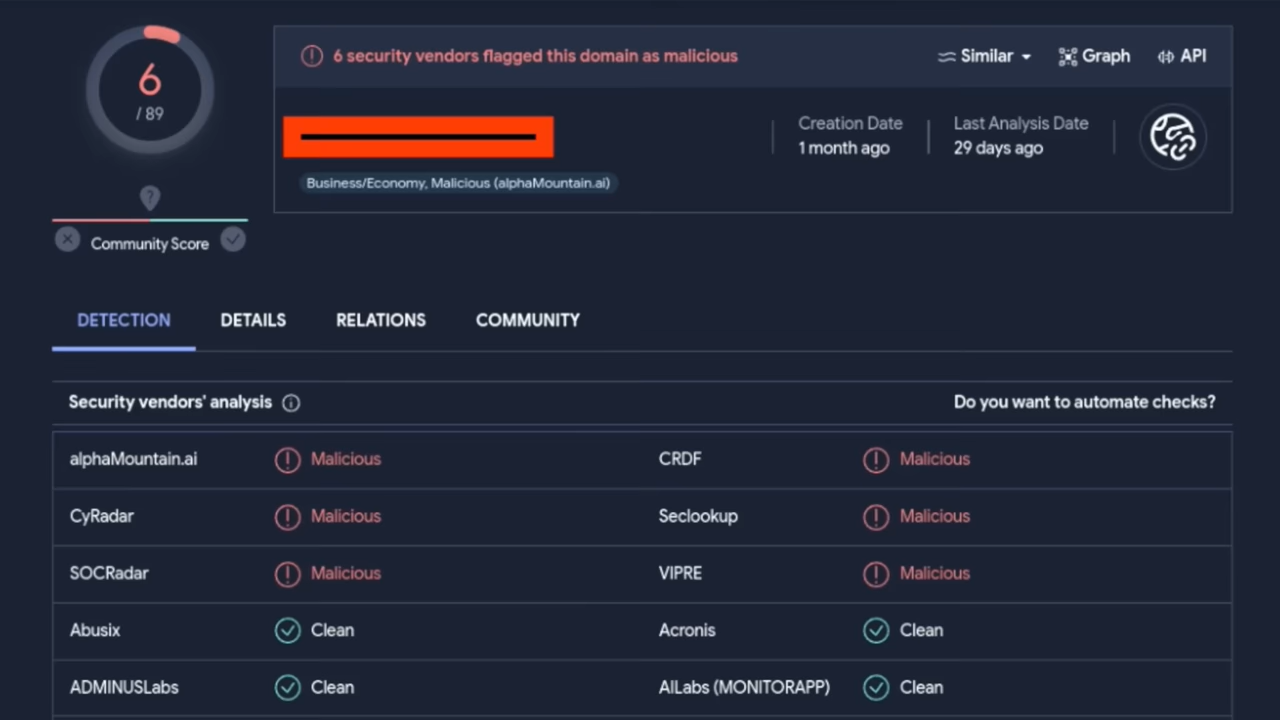 6 security vendors flagged this domain as malicious
Similar
Graph
API
6
/ 89
Creation Date
1 month ago
Last Analysis Date
29 days ago
Business/Economy, Malicious (alphaMountain.ai)
?
Community Score
DETECTION
DETAILS
RELATIONS
COMMUNITY
Security vendors' analysis
Do you want to automate checks?
alphaMountain.ai Malicious CRDF Malicious
CyRadar Malicious Seclookup Malicious
SOCRadar Malicious VIPRE Malicious
Abusix Clean Acronis Clean
ADMINUSLabs Clean AILabs (MONITORAPP) Clean